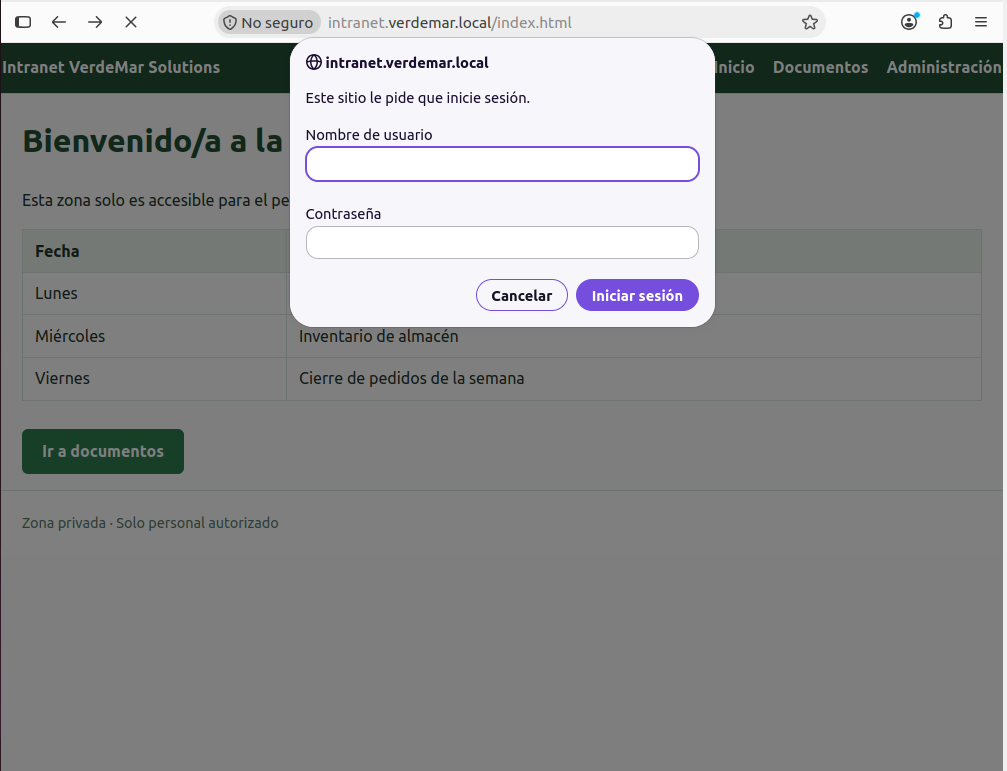 No seguro intranet.verdemar.local/index.html
Intranet VerdeMar Solutions
Inicio Documentos Administración
intranet.verdemar.local
Este sitio le pide que inicie sesión.
Nombre de usuario
Contraseña
Cancelar Iniciar sesión
Bienvenido/a a la
Esta zona solo es accesible para el pe
Fecha
Lunes
Miércoles Inventario de almacén
Viernes Cierre de pedidos de la semana
Ir a documentos
Zona privada · Solo personal autorizado